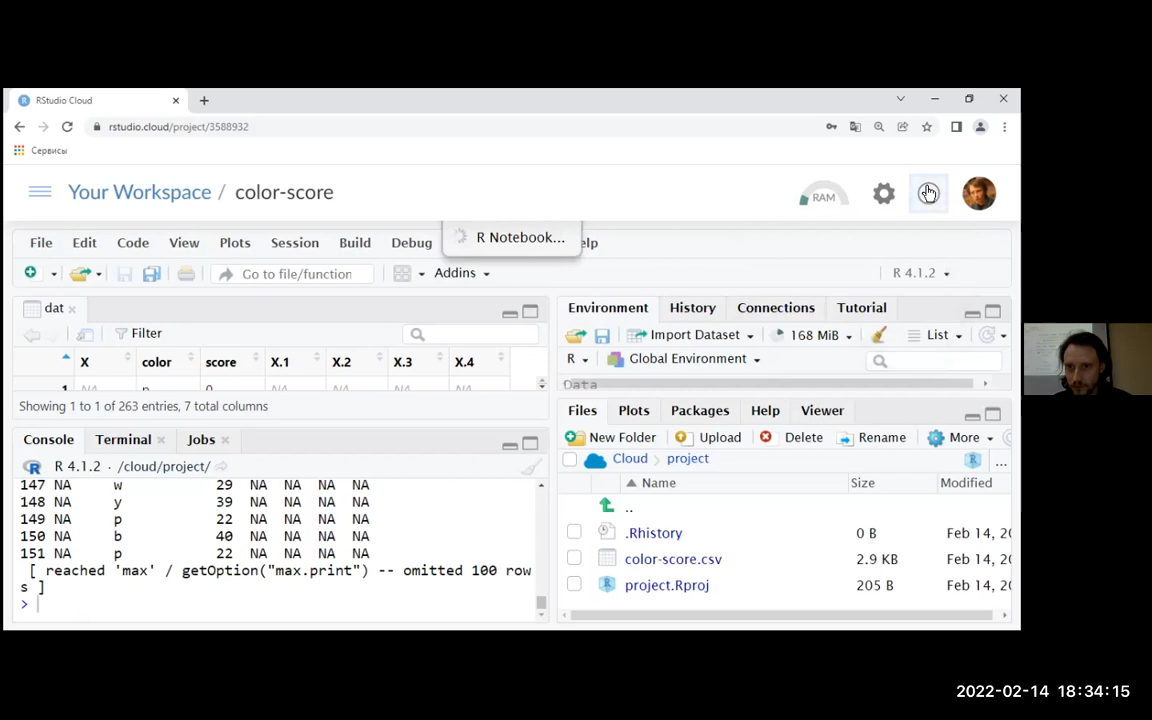 RStudio Cloud
rstudio.cloud/project/3588932
Сервисы
Your Workspace / color-score
RAM
R Notebook...
File Edit Code View Plots Session Build Debug elp
Go to file/function
Addins
R 4.1.2
dat
Filter
X color score X.1 X.2 X.3 X.4
1 NA p 0
Showing 1 to 1 of 263 entries, 7 total columns
Console Terminal Jobs
R 4.1.2 · /cloud/project/
147 NA w 29 NA NA NA NA
148 NA y 39 NA NA NA NA
149 NA p 22 NA NA NA NA
150 NA b 40 NA NA NA NA
151 NA p 22 NA NA NA NA
[ reached 'max' / getOption("max.print") -- omitted 100 row
s ]
>
Environment History Connections Tutorial
Import Dataset 168 MiB List
R Global Environment
Data
Files Plots Packages Help Viewer
New Folder Upload Delete Rename More
Cloud project ...
Name Size Modified
..
.Rhistory 0 B Feb 14, 20
color-score.csv 2.9 KB Feb 14, 20
project.Rproj 205 B Feb 14, 20
2022-02-14 18:34:15